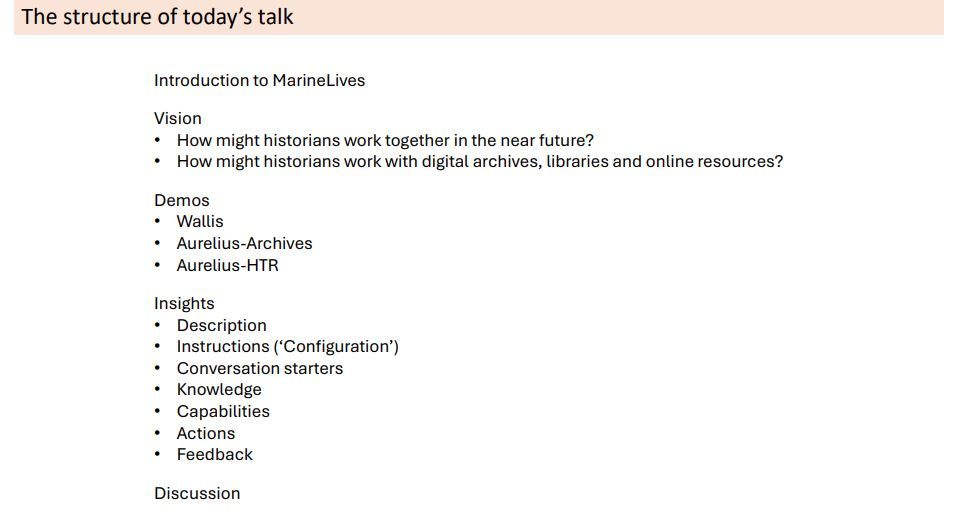 The structure of today’s talk
Introduction to MarineLives
Vision
• How might historians work together in the near future?
• How might historians work with digital archives, libraries and online resources?
Demos
• Wallis
• Aurelius-Archives
• Aurelius-HTR
Insights
• Description
• Instructions (‘Configuration’)
• Conversation starters
• Knowledge
• Capabilities
• Actions
• Feedback
Discussion